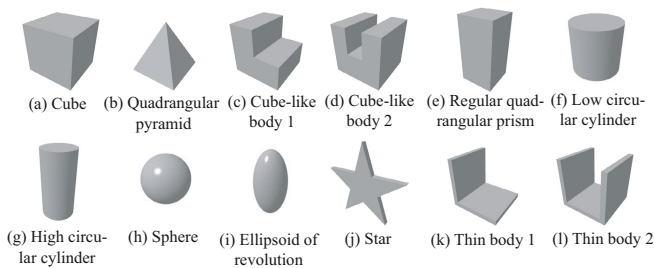 (a) Cube
(b) Quadrangular
pyramid
(c) Cube-like
body 1
(d) Cube-like
body 2
(e) Regular quad-
rangular prism
(f) Low circu-
lar cylinder
(g) High circu-
lar cylinder
(h) Sphere
(i) Ellipsoid of
revolution
(j) Star
(k) Thin body 1
(l) Thin body 2